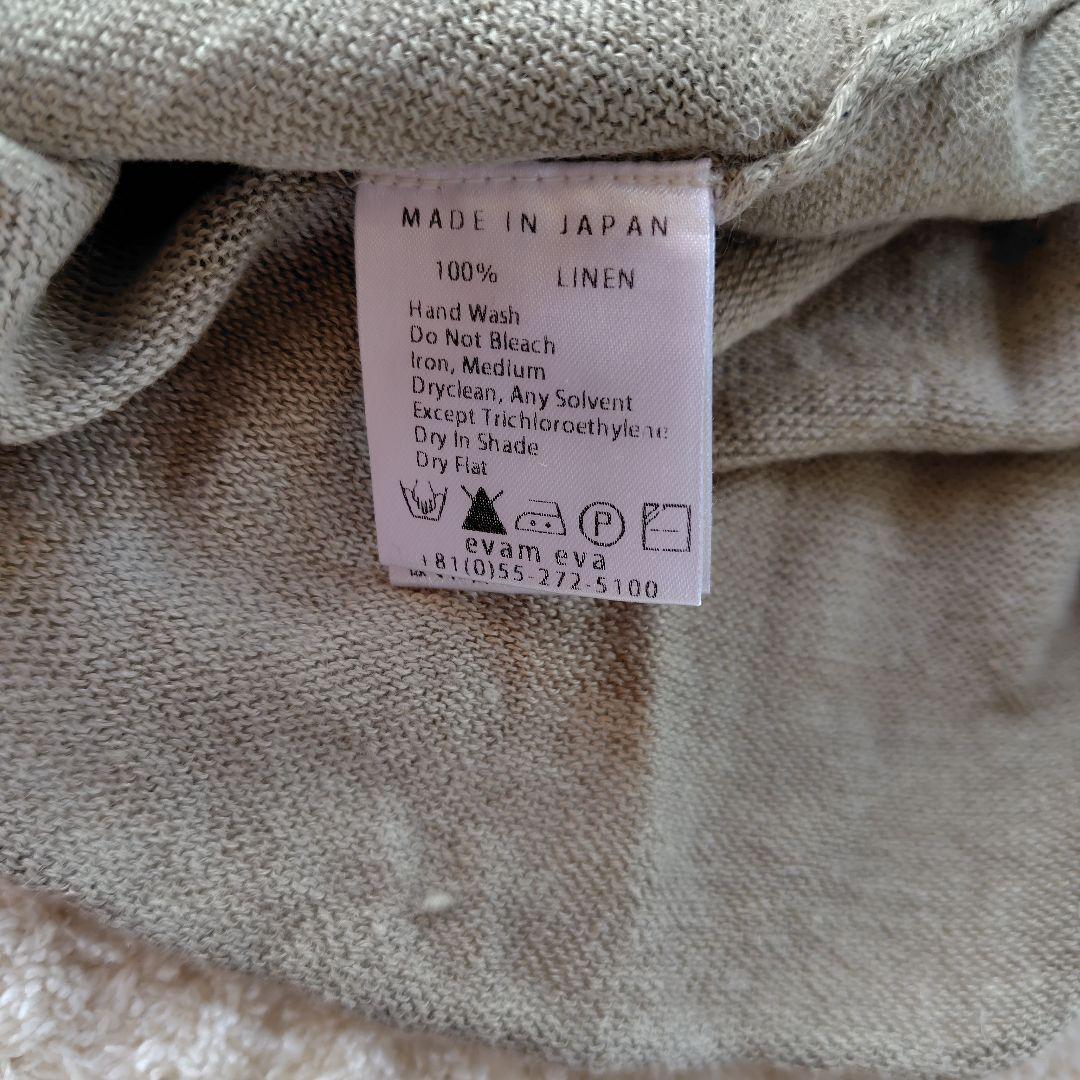 MADE IN JAPAN
100% LINEN
Hand Wash
Do Not Bleach
Iron, Medium
Dryclean, Any Solvent
Except Trichloroethylene
Dry In Shade
Dry Flat
P
evam eva
+81(0)55-272-5100